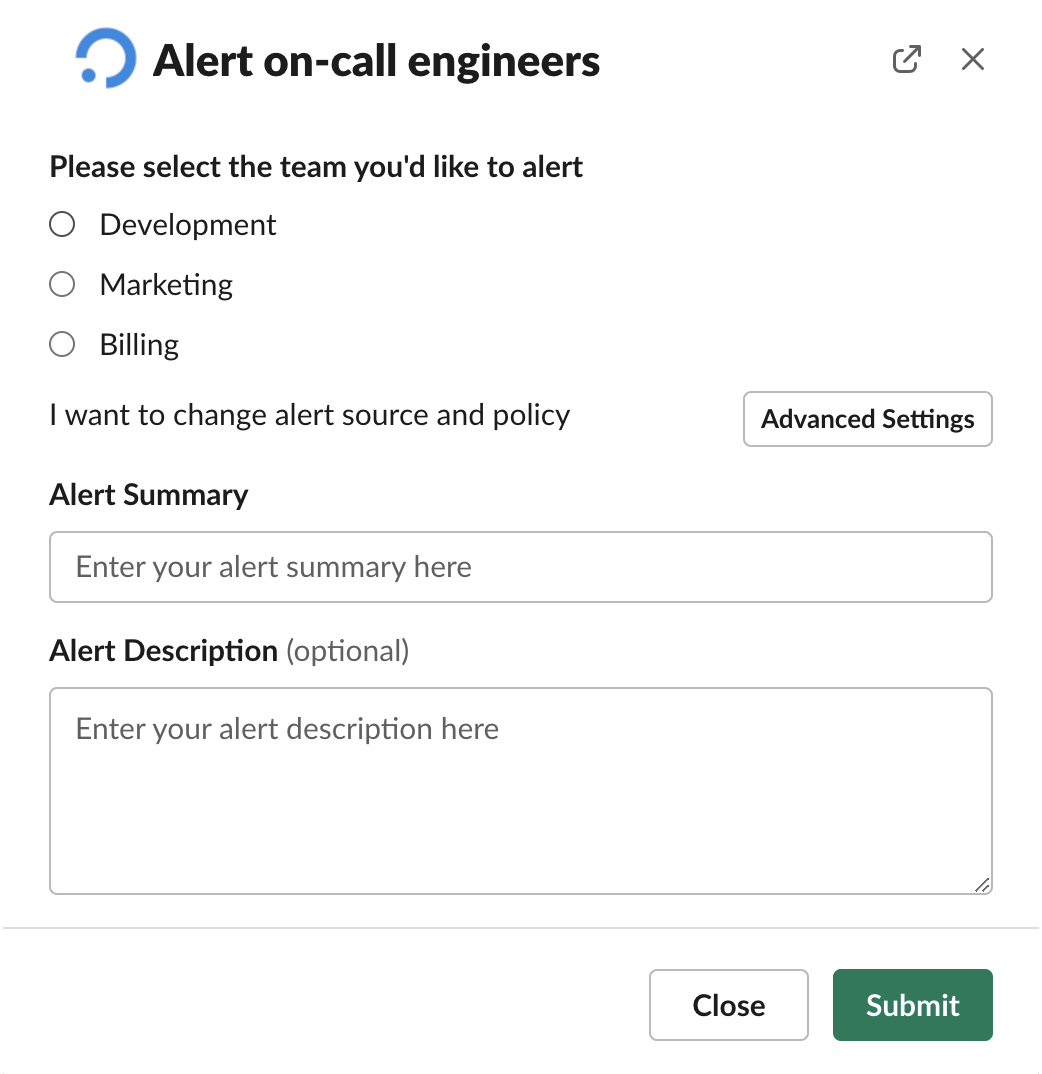 Alert on-call engineers
Please select the team you'd like to alert
Development
Marketing
Billing
I want to change alert source and policy
Advanced Settings
Alert Summary
Enter your alert summary here
Alert Description (optional)
Enter your alert description here
Close
Submit